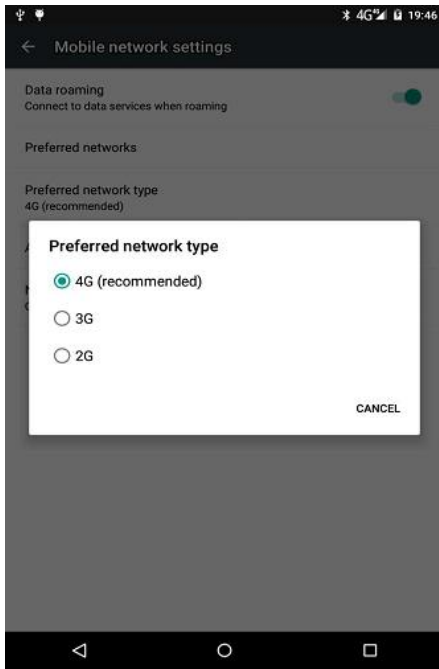 4G 19:46
Mobile network settings
Data roaming
Connect to data services when roaming
Preferred networks
Preferred network type
4G (recommended)
Preferred network type
4G (recommended)
3G
2G
CANCEL